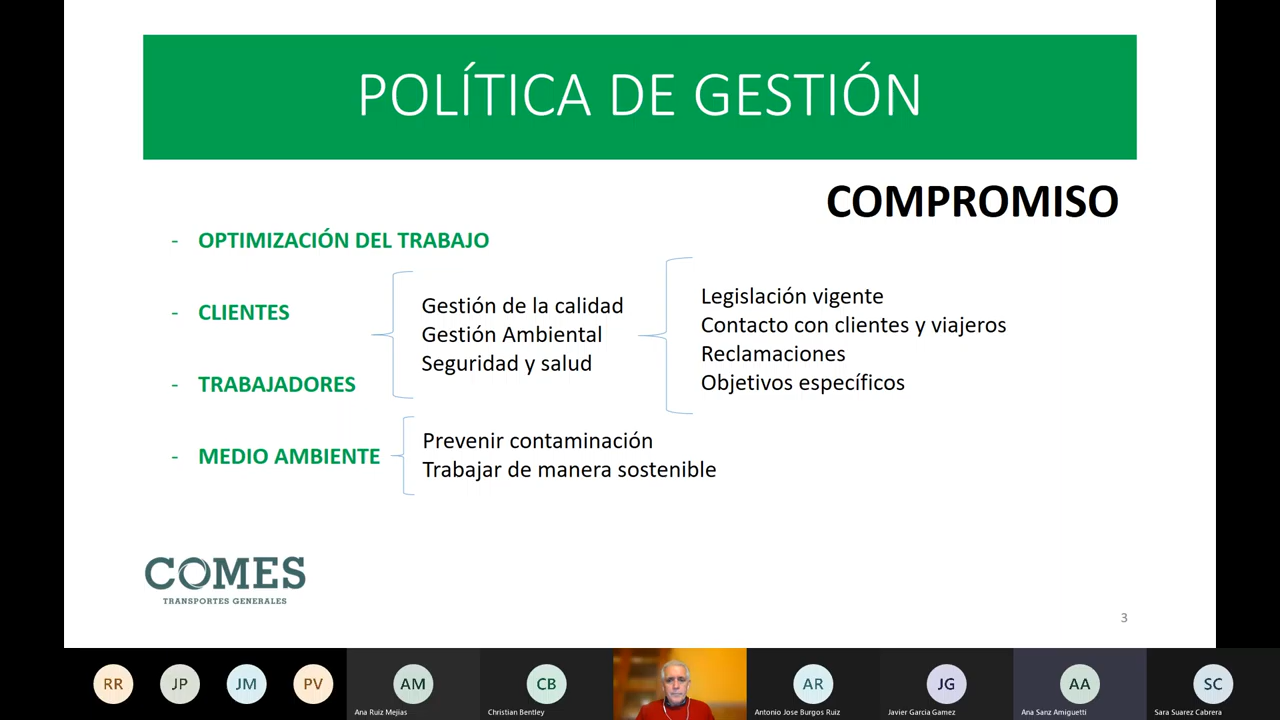 POLÍTICA DE GESTIÓN
COMPROMISO
- OPTIMIZACIÓN DEL TRABAJO
- CLIENTES
Gestión de la calidad
Gestión Ambiental
Seguridad y salud
Legislación vigente
Contacto con clientes y viajeros
Reclamaciones
Objetivos específicos
- TRABAJADORES
- MEDIO AMBIENTE
Prevenir contaminación
Trabajar de manera sostenible
COMES
TRANSPORTES GENERALES
3
RR
JP
JM
PV
AM
Ana Ruiz Mejias
CB
Christian Bentley
AR
Antonio Jose Burgos Ruiz
JG
Javier Garcia Gamez
AA
Ana Sanz Amiguetti
SC
Sara Suarez Cabrera